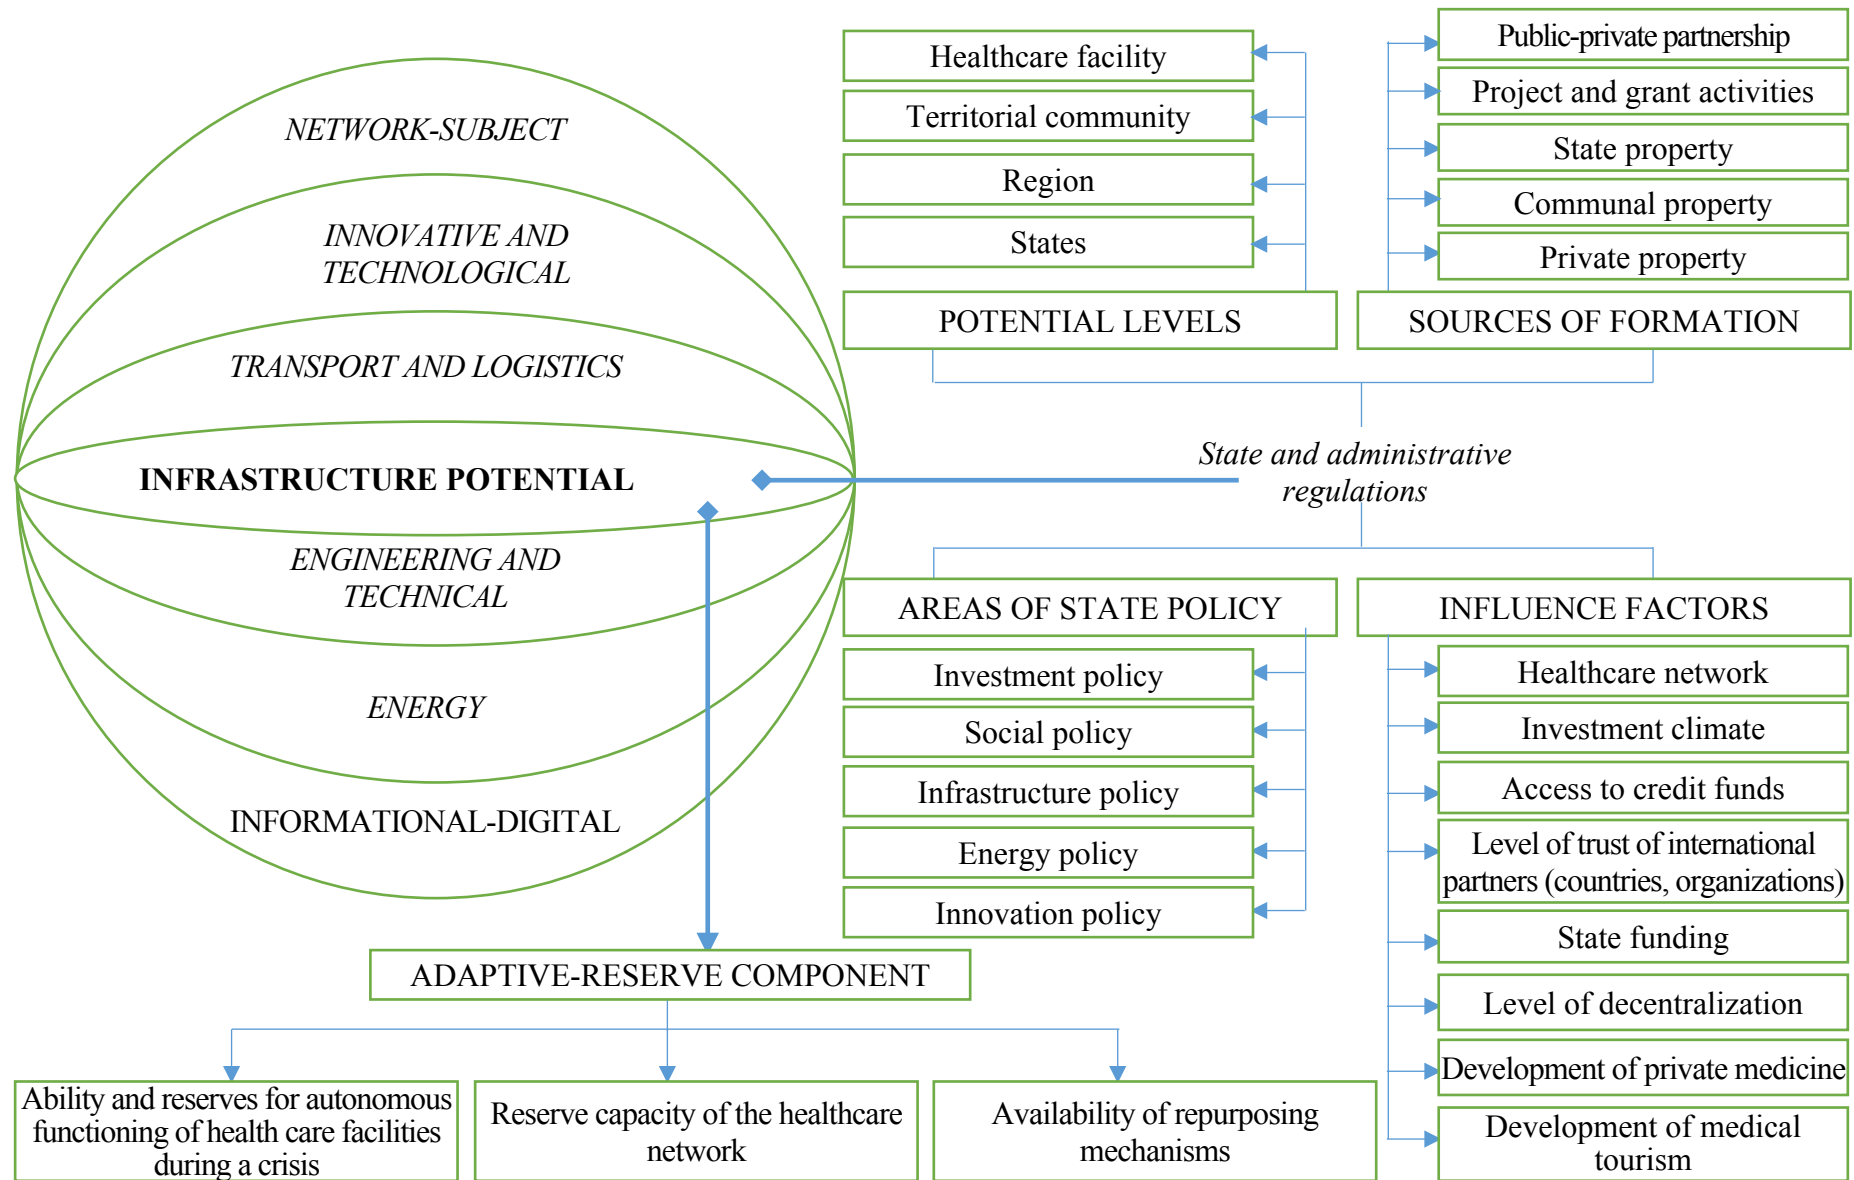 NETWORK-SUBJECT
INNOVATIVE AND
TECHNOLOGICAL
TRANSPORT AND LOGISTICS
INFRASTRUCTURE POTENTIAL
ENGINEERING AND
TECHNICAL
ENERGY
INFORMATIONAL-DIGITAL
Healthcare facility
Territorial community
Region
States
POTENTIAL LEVELS
Public-private partnership
Project and grant activities
State property
Communal property
Private property
SOURCES OF FORMATION
State and administrative
regulations
AREAS OF STATE POLICY
Investment policy
Social policy
Infrastructure policy
Energy policy
Innovation policy
INFLUENCE FACTORS
Healthcare network
Investment climate
Access to credit funds
Level of trust of international
partners (countries, organizations)
State funding
Level of decentralization
Development of private medicine
Development of medical
tourism
ADAPTIVE-RESERVE COMPONENT
Ability and reserves for autonomous
functioning of health care facilities
during a crisis
Reserve capacity of the healthcare
network
Availability of repurposing
mechanisms